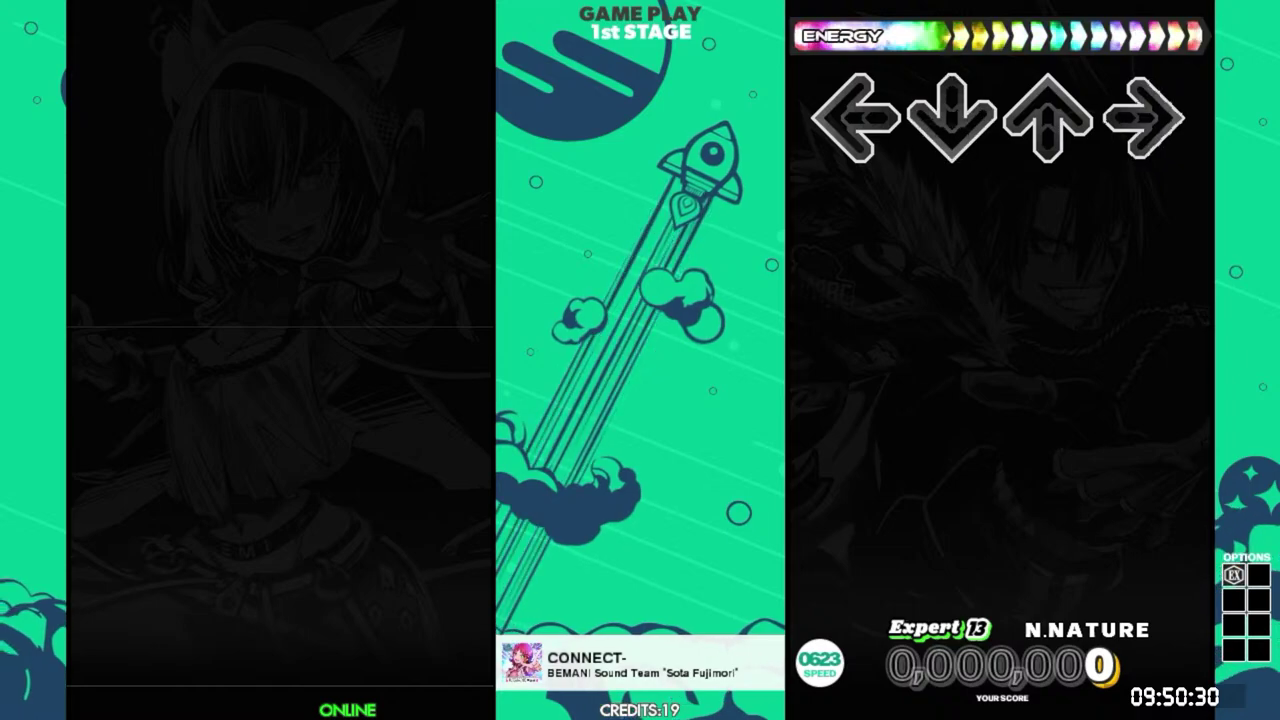 GAME PLAY
1st STAGE
ENERGY
OPTIONS
EX
Expert 13
N.NATURE
0623
SPEED
0,000,000
YOUR SCORE
CONNECT-
BEMANI Sound Team "Sota Fujimori"
ONLINE
CREDITS:19
09:50:30